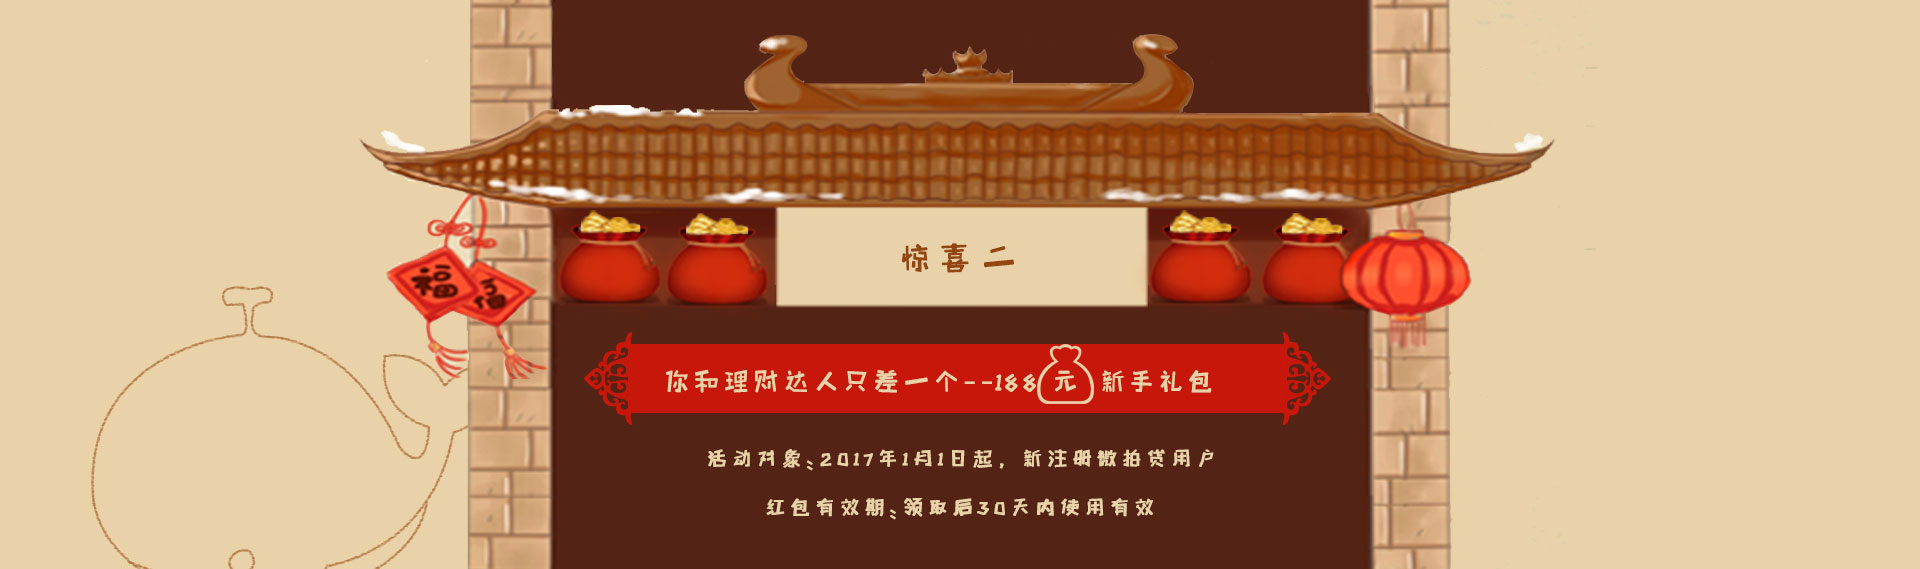 惊喜二
福
福
你和理财达人只差一个--188元新手礼包
活动对象:2017年1月1日起,新注册微拍贷用户
红包有效期:领取后30天内使用有效